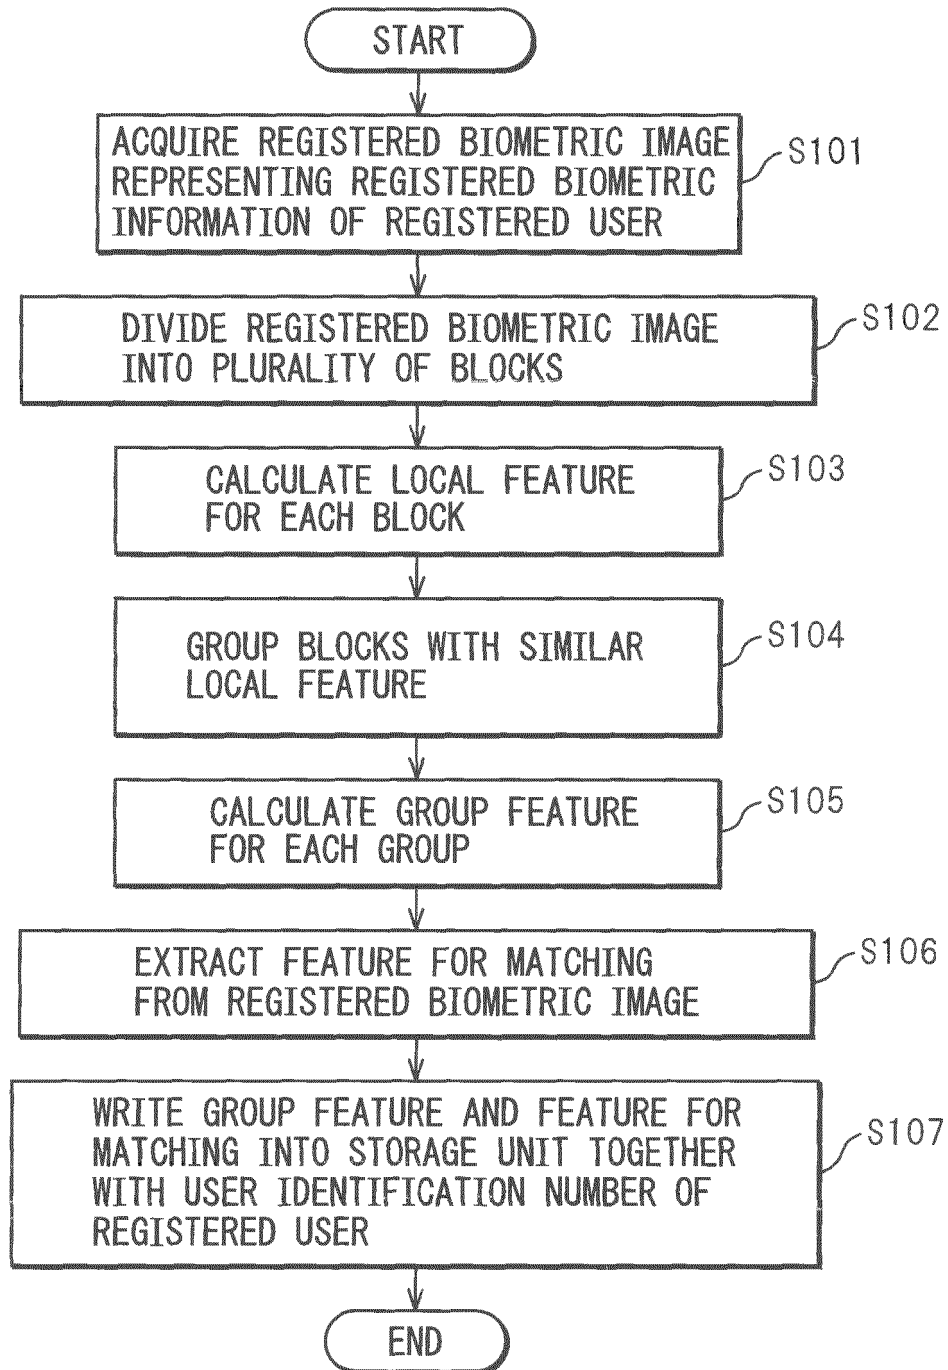 START
ACQUIRE REGISTERED BIOMETRIC IMAGE
REPRESENTING REGISTERED BIOMETRIC
INFORMATION OF REGISTERED USER
S101
DIVIDE REGISTERED BIOMETRIC IMAGE
INTO PLURALITY OF BLOCKS
S102
CALCULATE LOCAL FEATURE
FOR EACH BLOCK
S103
GROUP BLOCKS WITH SIMILAR
LOCAL FEATURE
S104
CALCULATE GROUP FEATURE
FOR EACH GROUP
S105
EXTRACT FEATURE FOR MATCHING
FROM REGISTERED BIOMETRIC IMAGE
S106
WRITE GROUP FEATURE AND FEATURE FOR
MATCHING INTO STORAGE UNIT TOGETHER
WITH USER IDENTIFICATION NUMBER OF
REGISTERED USER
S107
END